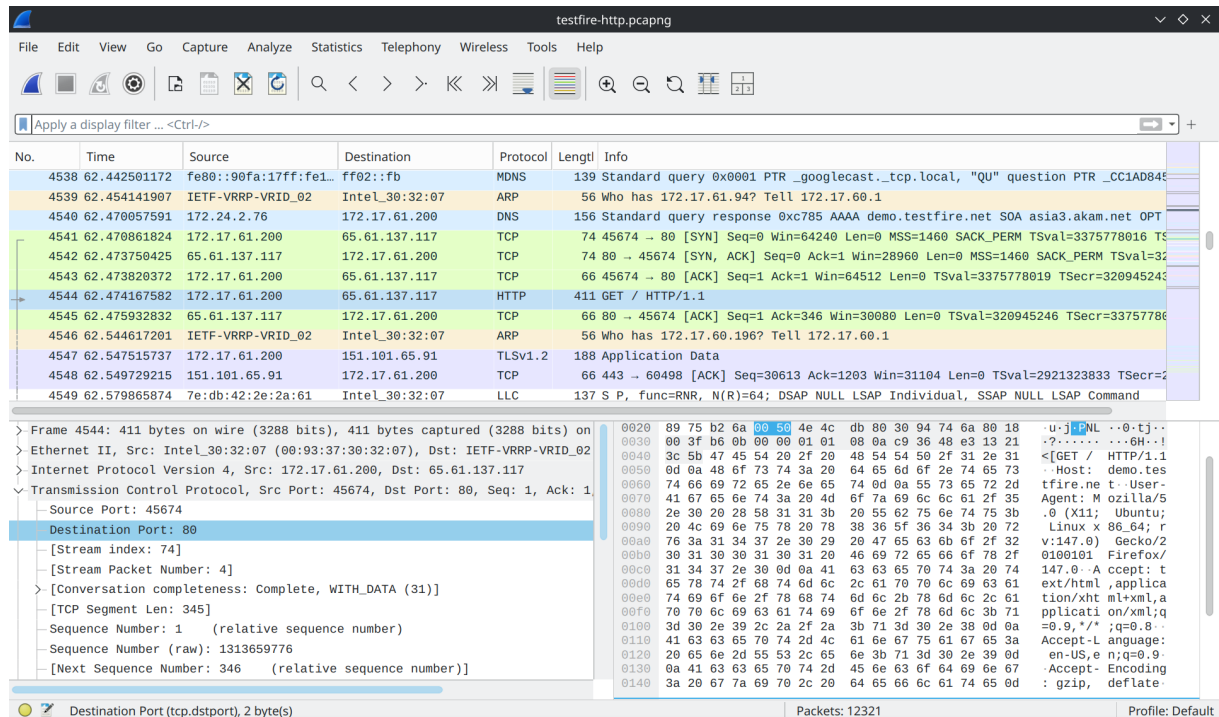 testfire-http.pcapng
File Edit View Go Capture Analyze Statistics Telephony Wireless Tools Help
Apply a display filter ... <Ctrl-/>
No. Time Source Destination Protocol Lengtl Info
4538 62.442501172 fe80::90fa:17ff:fe1… ff02::fb MDNS 139 Standard query 0x0001 PTR _googlecast._tcp.local, "QU" question PTR _CC1AD845
4539 62.454141907 IETF-VRRP-VRID_02 Intel_30:32:07 ARP 56 Who has 172.17.61.94? Tell 172.17.60.1
4540 62.470057591 172.24.2.76 172.17.61.200 DNS 156 Standard query response 0xc785 AAAA demo.testfire.net SOA asia3.akam.net OPT
4541 62.470861824 172.17.61.200 65.61.137.117 TCP 74 45674 → 80 [SYN] Seq=0 Win=64240 Len=0 MSS=1460 SACK_PERM TSval=3375778016 TS
4542 62.473750425 65.61.137.117 172.17.61.200 TCP 74 80 → 45674 [SYN, ACK] Seq=0 Ack=1 Win=28960 Len=0 MSS=1460 SACK_PERM TSval=32
4543 62.473820372 172.17.61.200 65.61.137.117 TCP 66 45674 → 80 [ACK] Seq=1 Ack=1 Win=64512 Len=0 TSval=3375778019 TSecr=320945243
4544 62.474167582 172.17.61.200 65.61.137.117 HTTP 411 GET / HTTP/1.1
4545 62.475932832 65.61.137.117 172.17.61.200 TCP 66 80 → 45674 [ACK] Seq=1 Ack=346 Win=30080 Len=0 TSval=320945246 TSecr=33757780
4546 62.544617201 IETF-VRRP-VRID_02 Intel_30:32:07 ARP 56 Who has 172.17.60.196? Tell 172.17.60.1
4547 62.547515737 172.17.61.200 151.101.65.91 TLSv1.2 188 Application Data
4548 62.549729215 151.101.65.91 172.17.61.200 TCP 66 443 → 60498 [ACK] Seq=30613 Ack=1203 Win=31104 Len=0 TSval=2921323833 TSecr=2
4549 62.579865874 7e:db:42:2e:2a:61 Intel_30:32:07 LLC 137 S P, func=RNR, N(R)=64; DSAP NULL LSAP Individual, SSAP NULL LSAP Command
Frame 4544: 411 bytes on wire (3288 bits), 411 bytes captured (3288 bits) on
Ethernet II, Src: Intel_30:32:07 (00:93:37:30:32:07), Dst: IETF-VRRP-VRID_02
Internet Protocol Version 4, Src: 172.17.61.200, Dst: 65.61.137.117
Transmission Control Protocol, Src Port: 45674, Dst Port: 80, Seq: 1, Ack: 1,
Source Port: 45674
Destination Port: 80
[Stream index: 74]
[Stream Packet Number: 4]
[Conversation completeness: Complete, WITH_DATA (31)]
[TCP Segment Len: 345]
Sequence Number: 1 (relative sequence number)
Sequence Number (raw): 1313659776
[Next Sequence Number: 346 (relative sequence number)]
0020 89 75 b2 6a 00 50 4e 4c db 80 30 94 74 6a 80 18 ·u·j·PNL ··0·tj··
0030 00 3f b6 0b 00 00 01 01 08 0a c9 36 48 e3 13 21 ·?······ ···6H··!
0040 3c 5b 47 45 54 20 2f 20 48 54 54 50 2f 31 2e 31 <[GET / HTTP/1.1
0050 0d 0a 48 6f 73 74 3a 20 64 65 6d 6f 2e 74 65 73 ··Host: demo.tes
0060 74 66 69 72 65 2e 6e 65 74 0d 0a 55 73 65 72 2d tfire.ne t··User-
0070 41 67 65 6e 74 3a 20 4d 6f 7a 69 6c 6c 61 2f 35 Agent: M ozilla/5
0080 2e 30 20 28 58 31 31 3b 20 55 62 75 6e 74 75 3b .0 (X11; Ubuntu;
0090 20 4c 69 6e 75 78 20 78 38 36 5f 36 34 3b 20 72 Linux x 86_64; r
00a0 76 3a 31 34 37 2e 30 29 20 47 65 63 6b 6f 2f 32 v:147.0) Gecko/2
00b0 30 31 30 30 31 30 31 20 46 69 72 65 66 6f 78 2f 0100101 Firefox/
00c0 31 34 37 2e 30 0d 0a 41 63 63 65 70 74 3a 20 74 147.0··A ccept: t
00d0 65 78 74 2f 68 74 6d 6c 2c 61 70 70 6c 69 63 61 ext/html ,applica
00e0 74 69 6f 6e 2f 78 68 74 6d 6c 2b 78 6d 6c 2c 61 tion/xht ml+xml,a
00f0 70 70 6c 69 63 61 74 69 6f 6e 2f 78 6d 6c 3b 71 pplicati on/xml;q
0100 3d 30 2e 39 2c 2a 2f 2a 3b 71 3d 30 2e 38 0d 0a =0.9,*/* ;q=0.8··
0110 41 63 63 65 70 74 2d 4c 61 6e 67 75 61 67 65 3a Accept-L anguage:
0120 20 65 6e 2d 55 53 2c 65 6e 3b 71 3d 30 2e 39 0d en-US,e n;q=0.9·
0130 0a 41 63 63 65 70 74 2d 45 6e 63 6f 64 69 6e 67 ·Accept- Encoding
0140 3a 20 67 7a 69 70 2c 20 64 65 66 6c 61 74 65 0d : gzip, deflate·
Destination Port (tcp.dstport), 2 byte(s) Packets: 12321 Profile: Default